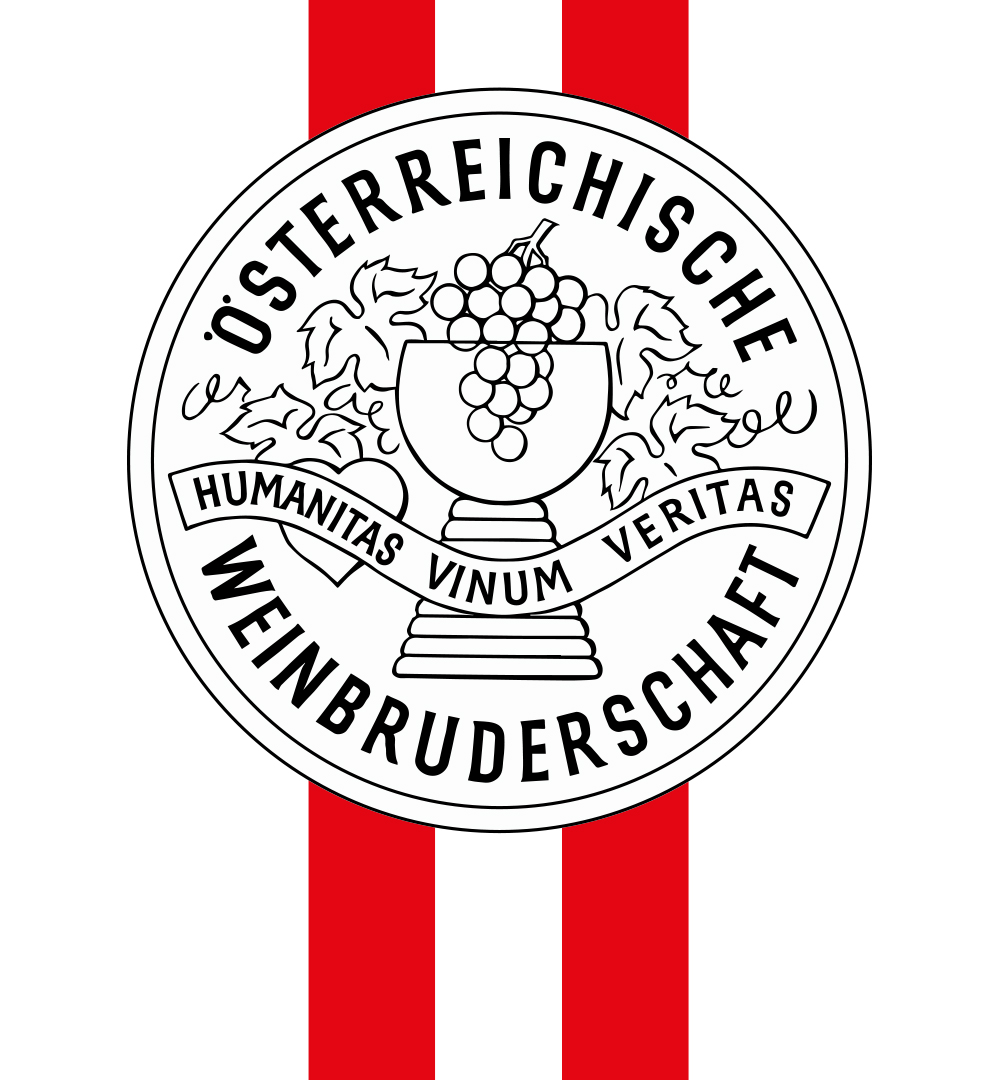 ÖSTERREICHISCHE
HUMANITAS VINUM VERITAS
WEINBRUDERSCHAFT